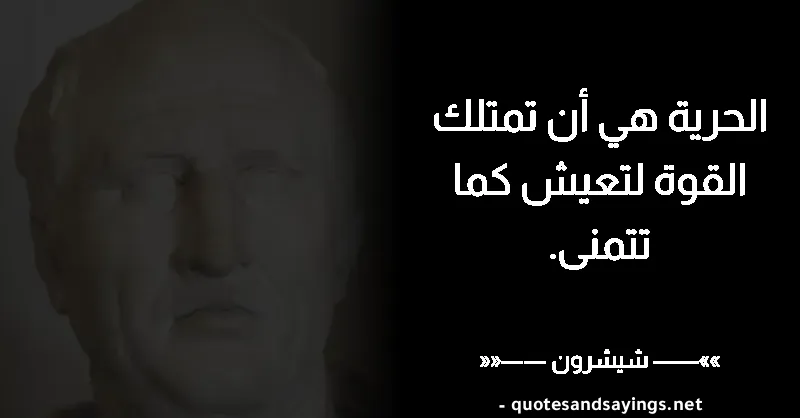 الحرية هي أن تمتلك
القوة لتعيش كما
تتمنى.
»»—— شيشرون ——««
- quotesandsayings.net